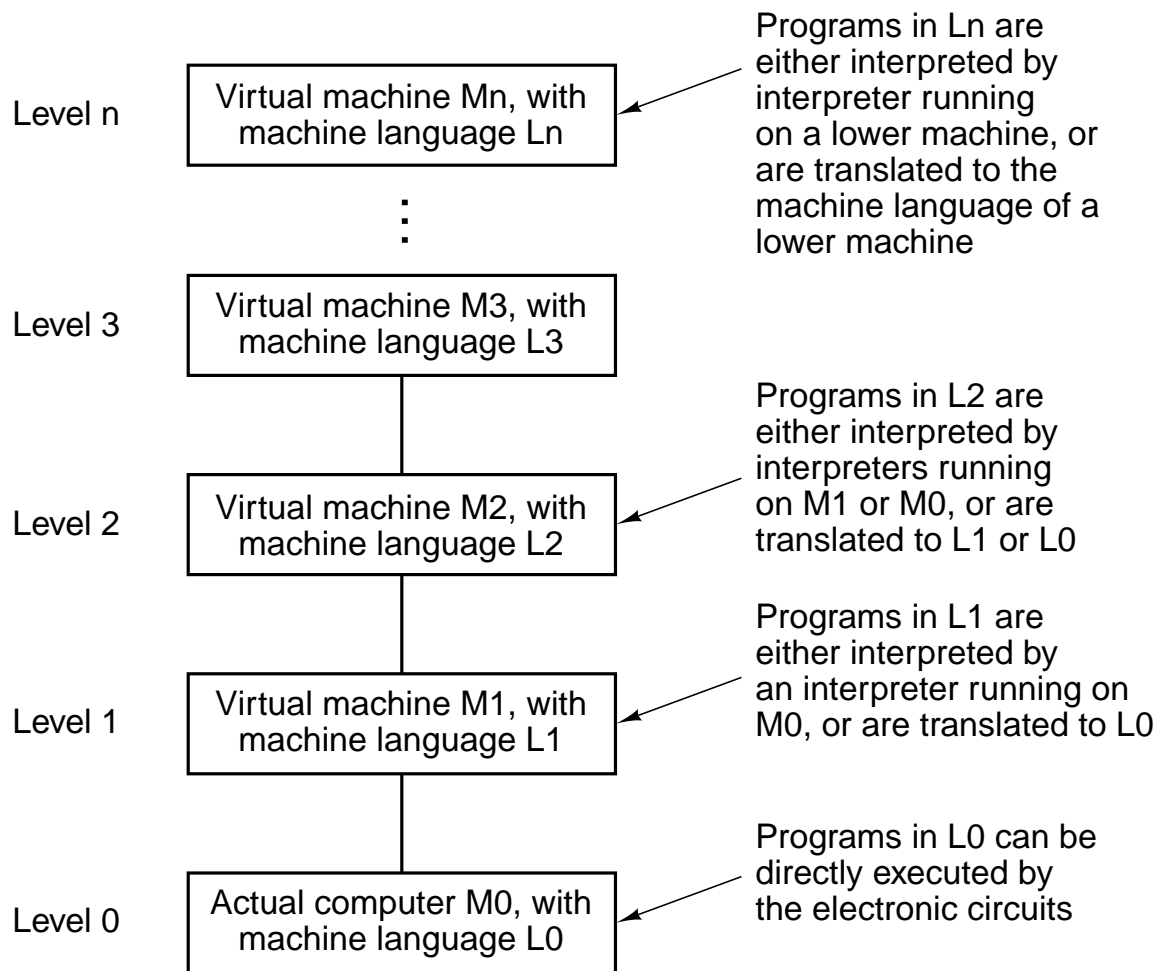 Programs in Ln are
either interpreted by
interpreter running
on a lower machine, or
are translated to the
machine language of a
lower machine
Level n
Virtual machine Mn, with
machine language Ln
Level 3
Virtual machine M3, with
machine language L3
Programs in L2 are
either interpreted by
interpreters running
on M1 or M0, or are
translated to L1 or L0
Level 2
Virtual machine M2, with
machine language L2
Programs in L1 are
either interpreted by
an interpreter running on
M0, or are translated to L0
Level 1
Virtual machine M1, with
machine language L1
Programs in L0 can be
directly executed by
the electronic circuits
Level 0
Actual computer M0, with
machine language L0